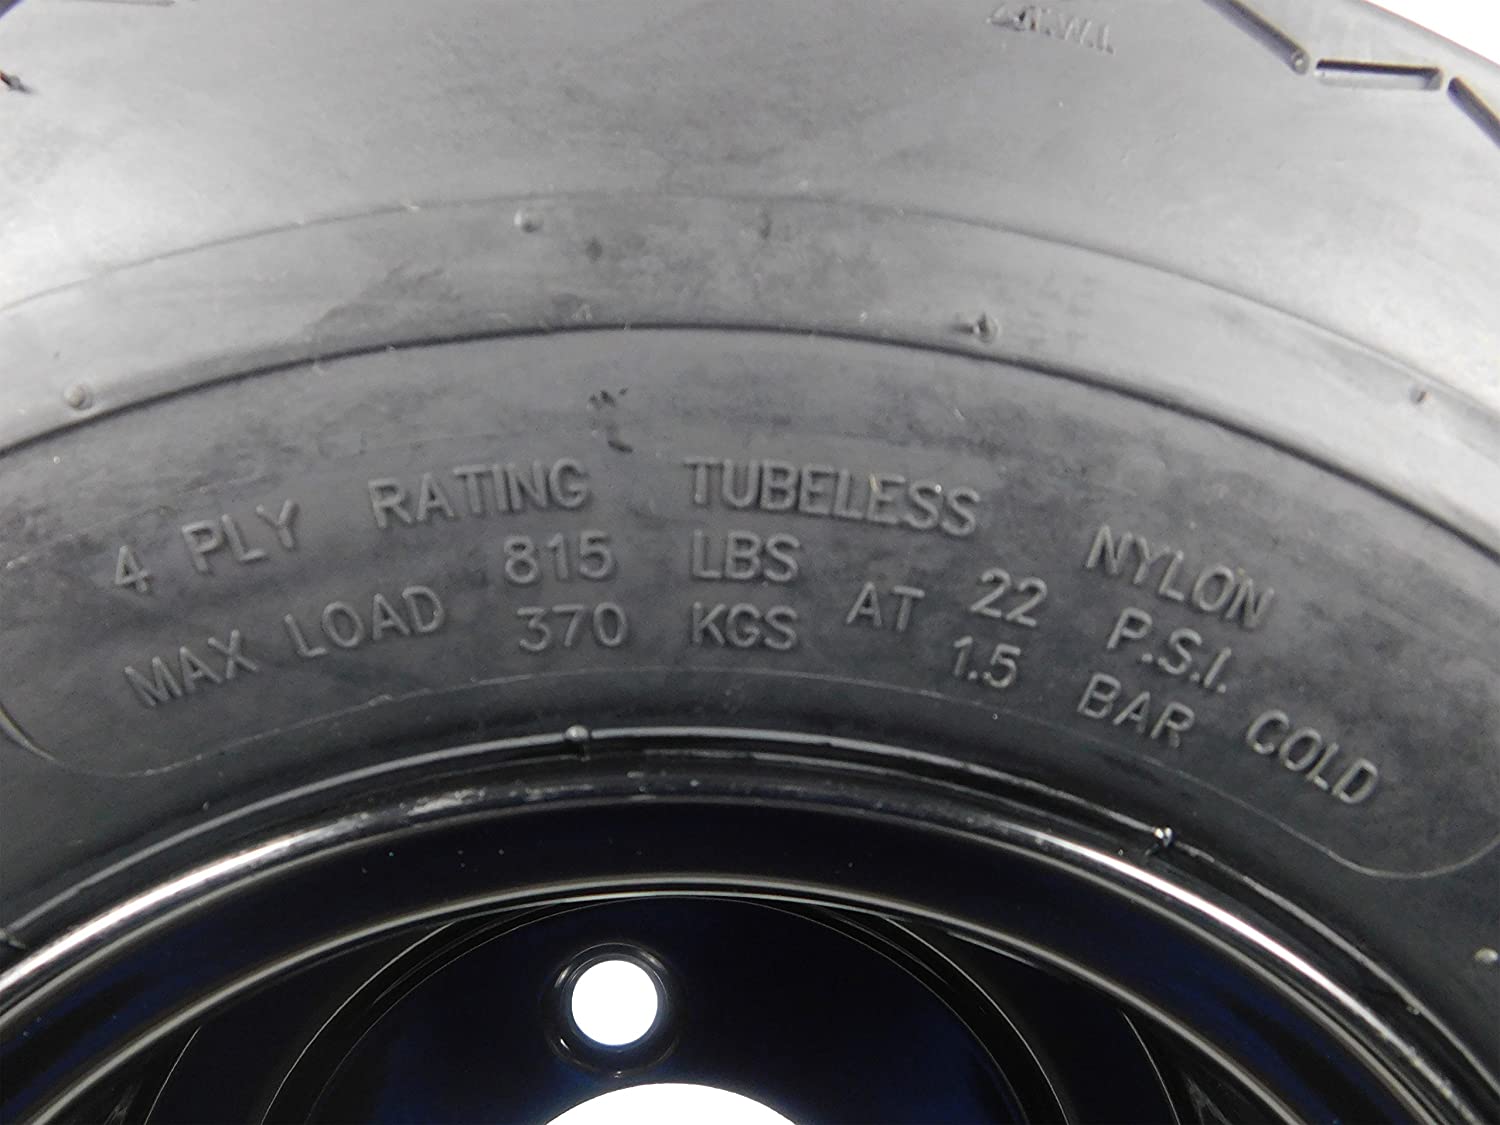 T.W.I.
4 PLY RATING TUBELESS NYLON
MAX LOAD 815 LBS AT 22 P.S.I. COLD
370 KGS 1.5 BAR